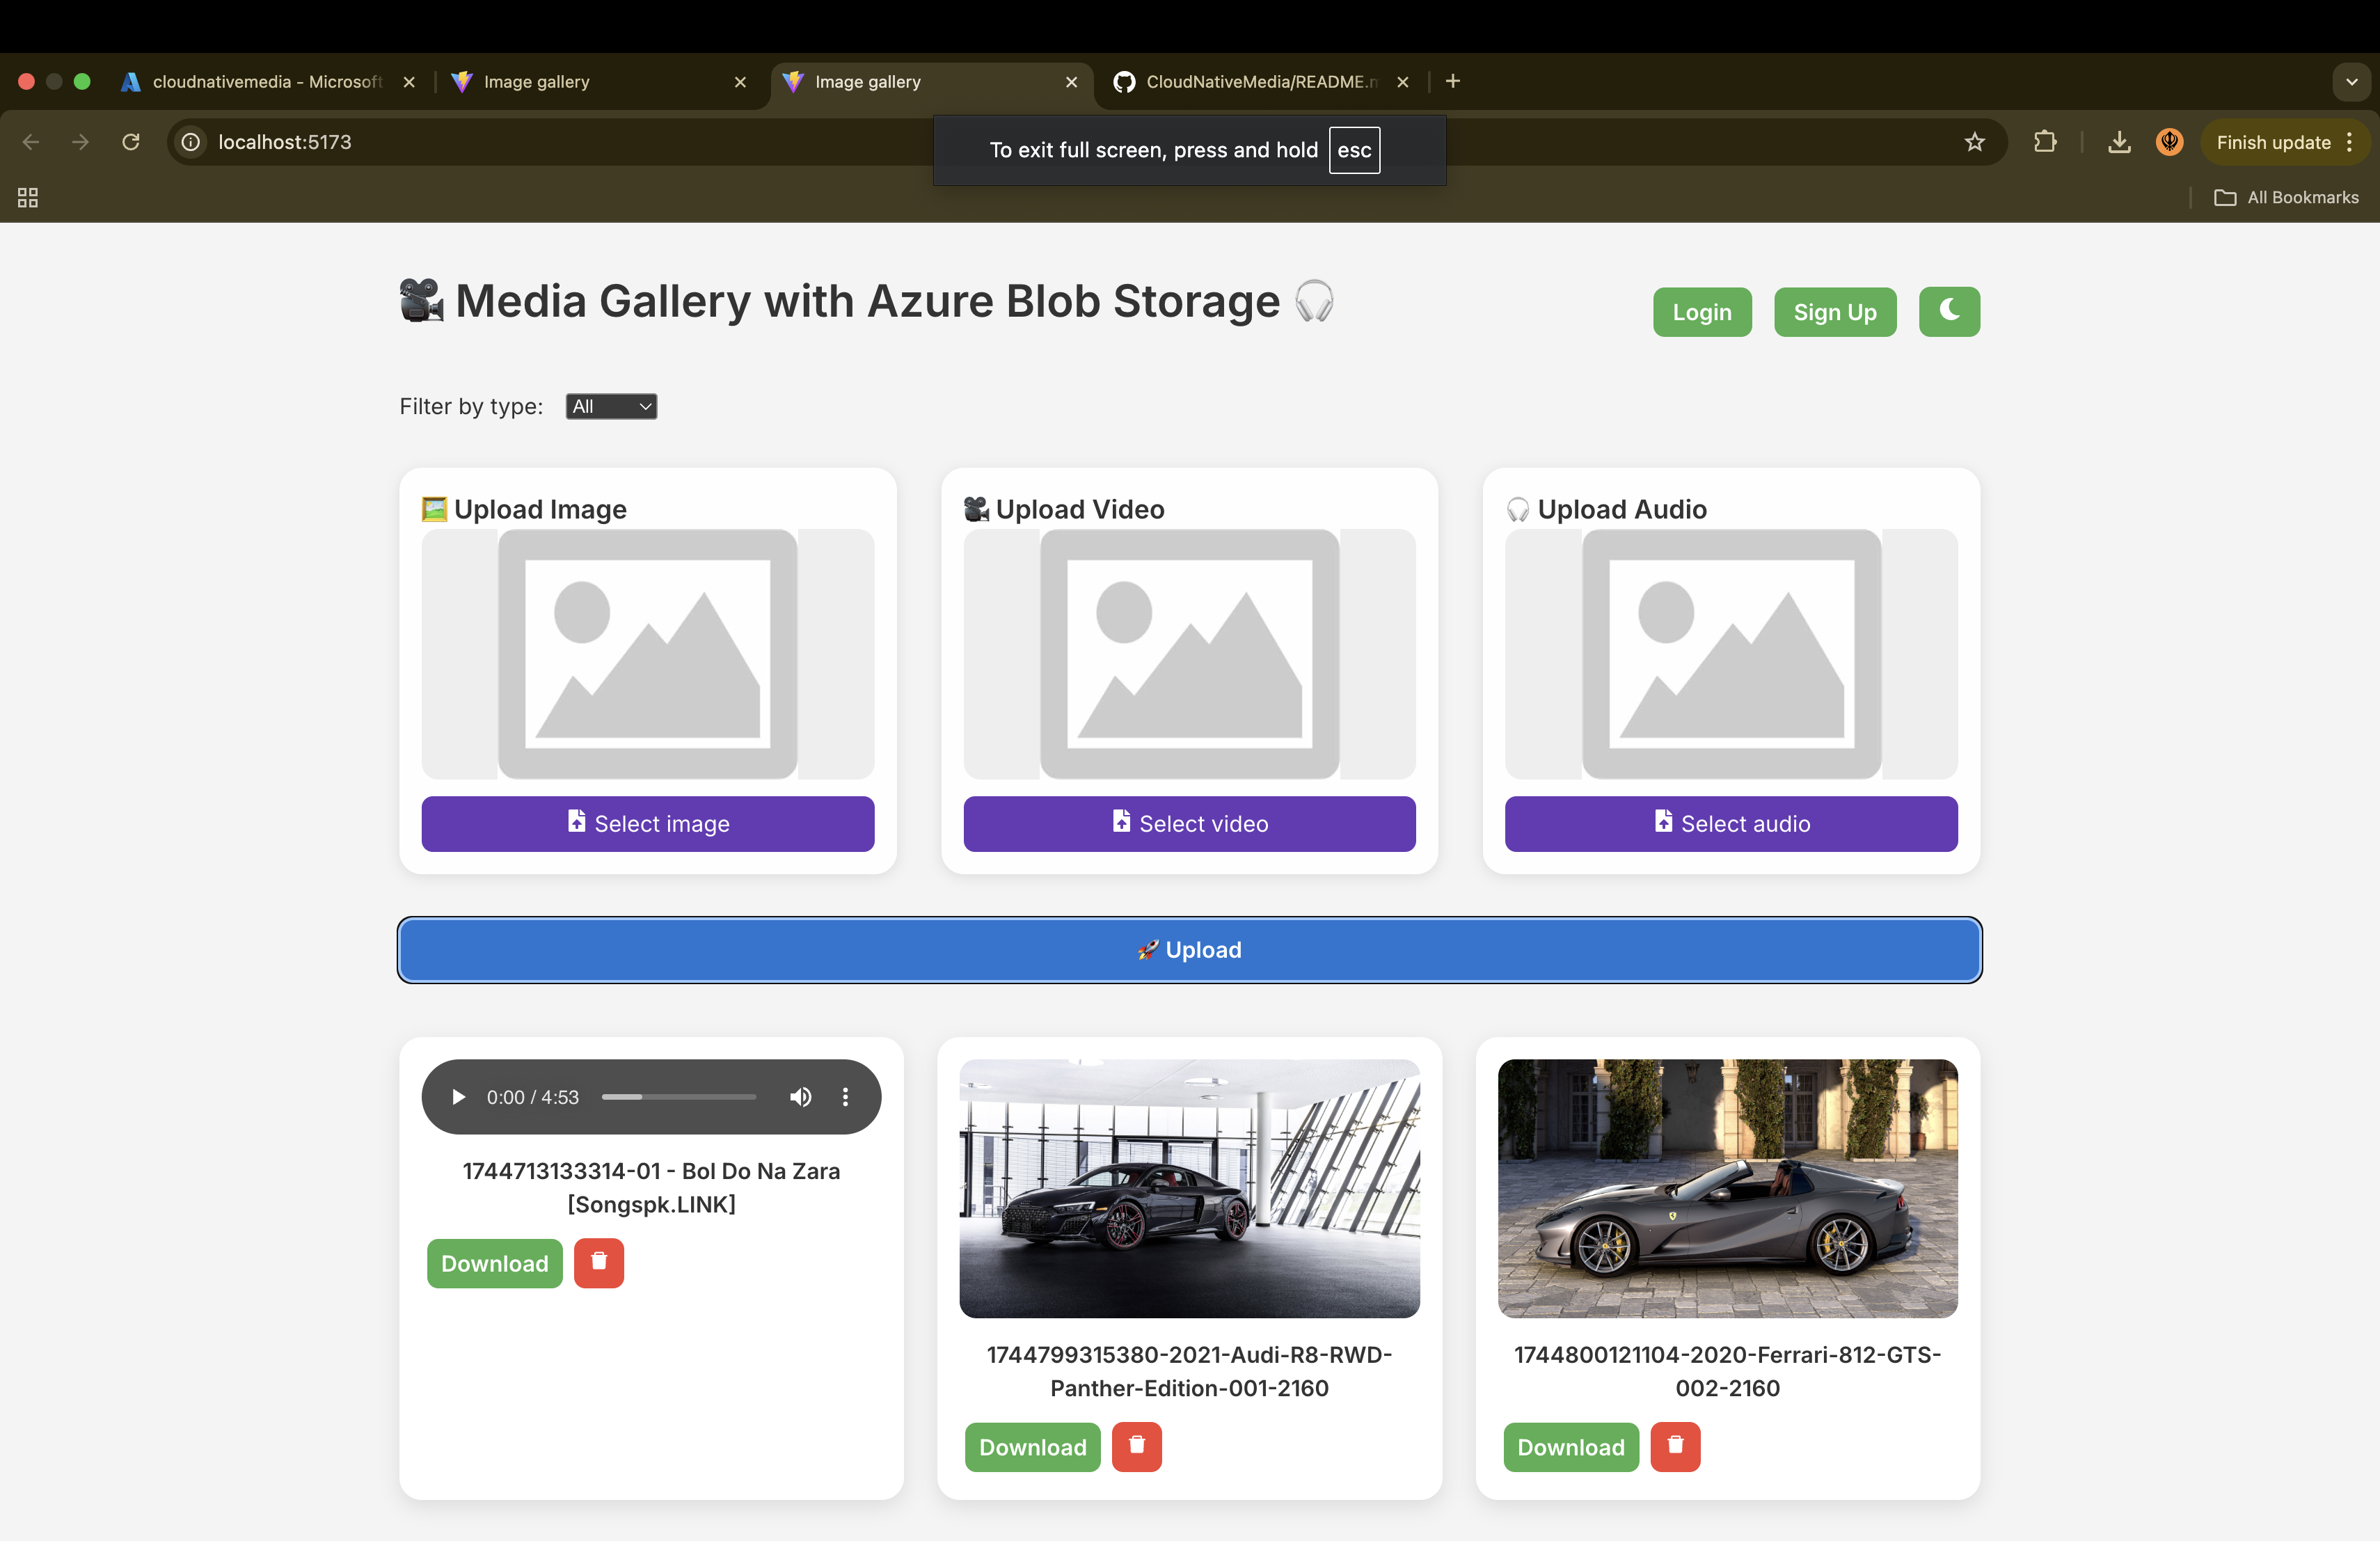 cloudnativemedia - Microsoft
Image gallery
Image gallery
CloudNativeMedia/README.m
localhost:5173
To exit full screen, press and hold esc
Finish update
All Bookmarks
🎥 Media Gallery with Azure Blob Storage 🎧
Login
Sign Up
Filter by type:
All
🖼️ Upload Image
🎥 Upload Video
🎧 Upload Audio
Select image
Select video
Select audio
🚀 Upload
0:00 / 4:53
1744713133314-01 - Bol Do Na Zara
[Songspk.LINK]
Download
1744799315380-2021-Audi-R8-RWD-
Panther-Edition-001-2160
Download
1744800121104-2020-Ferrari-812-GTS-
002-2160
Download